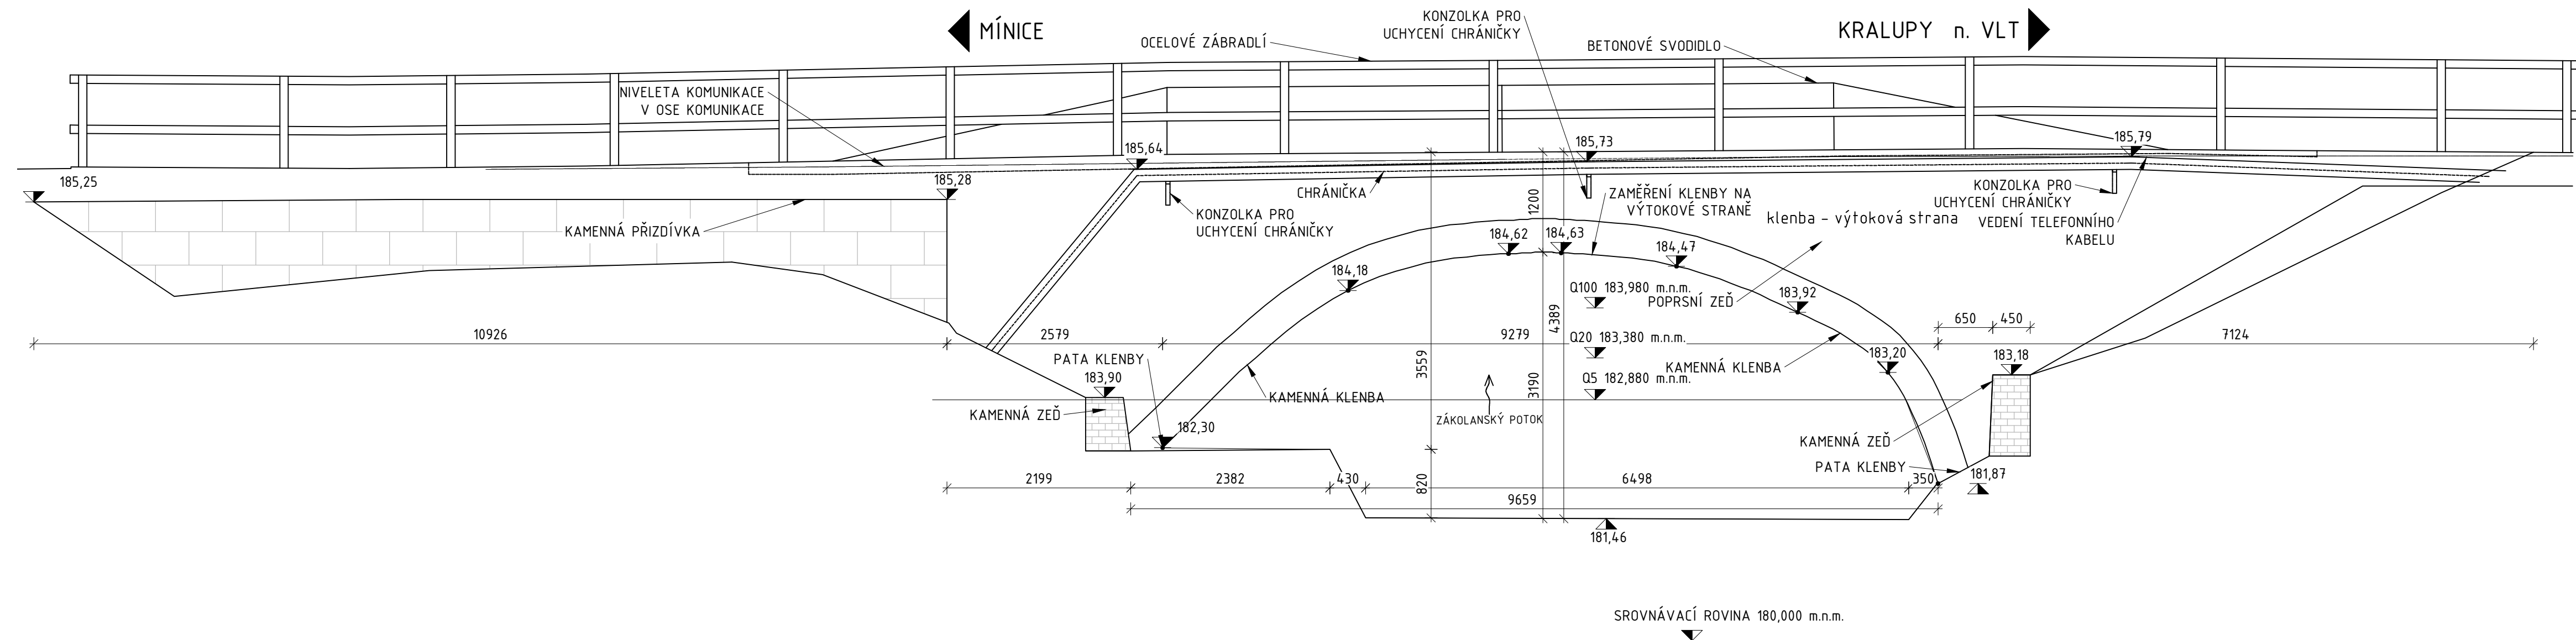 MÍNICE
KONZOLKA PRO
UCHYCENÍ CHRÁNIČKY
KRALUPY n. VLT
OCELOVÉ ZÁBRADLÍ
BETONOVÉ SVODIDLO
NIVELETA KOMUNIKACE
V OSE KOMUNIKACE
185,64
185,73
185,79
185,25
185,28
CHRÁNIČKA
1200
ZAMĚŘENÍ KLENBY NA
VÝTOKOVÉ STRANĚ
KONZOLKA PRO
UCHYCENÍ CHRÁNIČKY
KONZOLKA PRO
UCHYCENÍ CHRÁNIČKY
klenba - výtoková strana
VEDENÍ TELEFONNÍHO
KABELU
KAMENNÁ PŘIZDÍVKA
184,62
184,63
184,47
184,18
Q100 183,980 m.n.m.
POPRSNÍ ZEĎ
183,92
4389
650
450
10926
2579
9279
7124
Q20 183,380 m.n.m.
PATA KLENBY
3559
KAMENNÁ KLENBA
183,20
183,18
183,90
3190
Q5 182,880 m.n.m.
KAMENNÁ KLENBA
KAMENNÁ ZEĎ
ZÁKOLANSKÝ POTOK
182,30
KAMENNÁ ZEĎ
PATA KLENBY
181,87
2199
2382
430
820
6498
350
9659
181,46
SROVNÁVACÍ ROVINA 180,000 m.n.m.